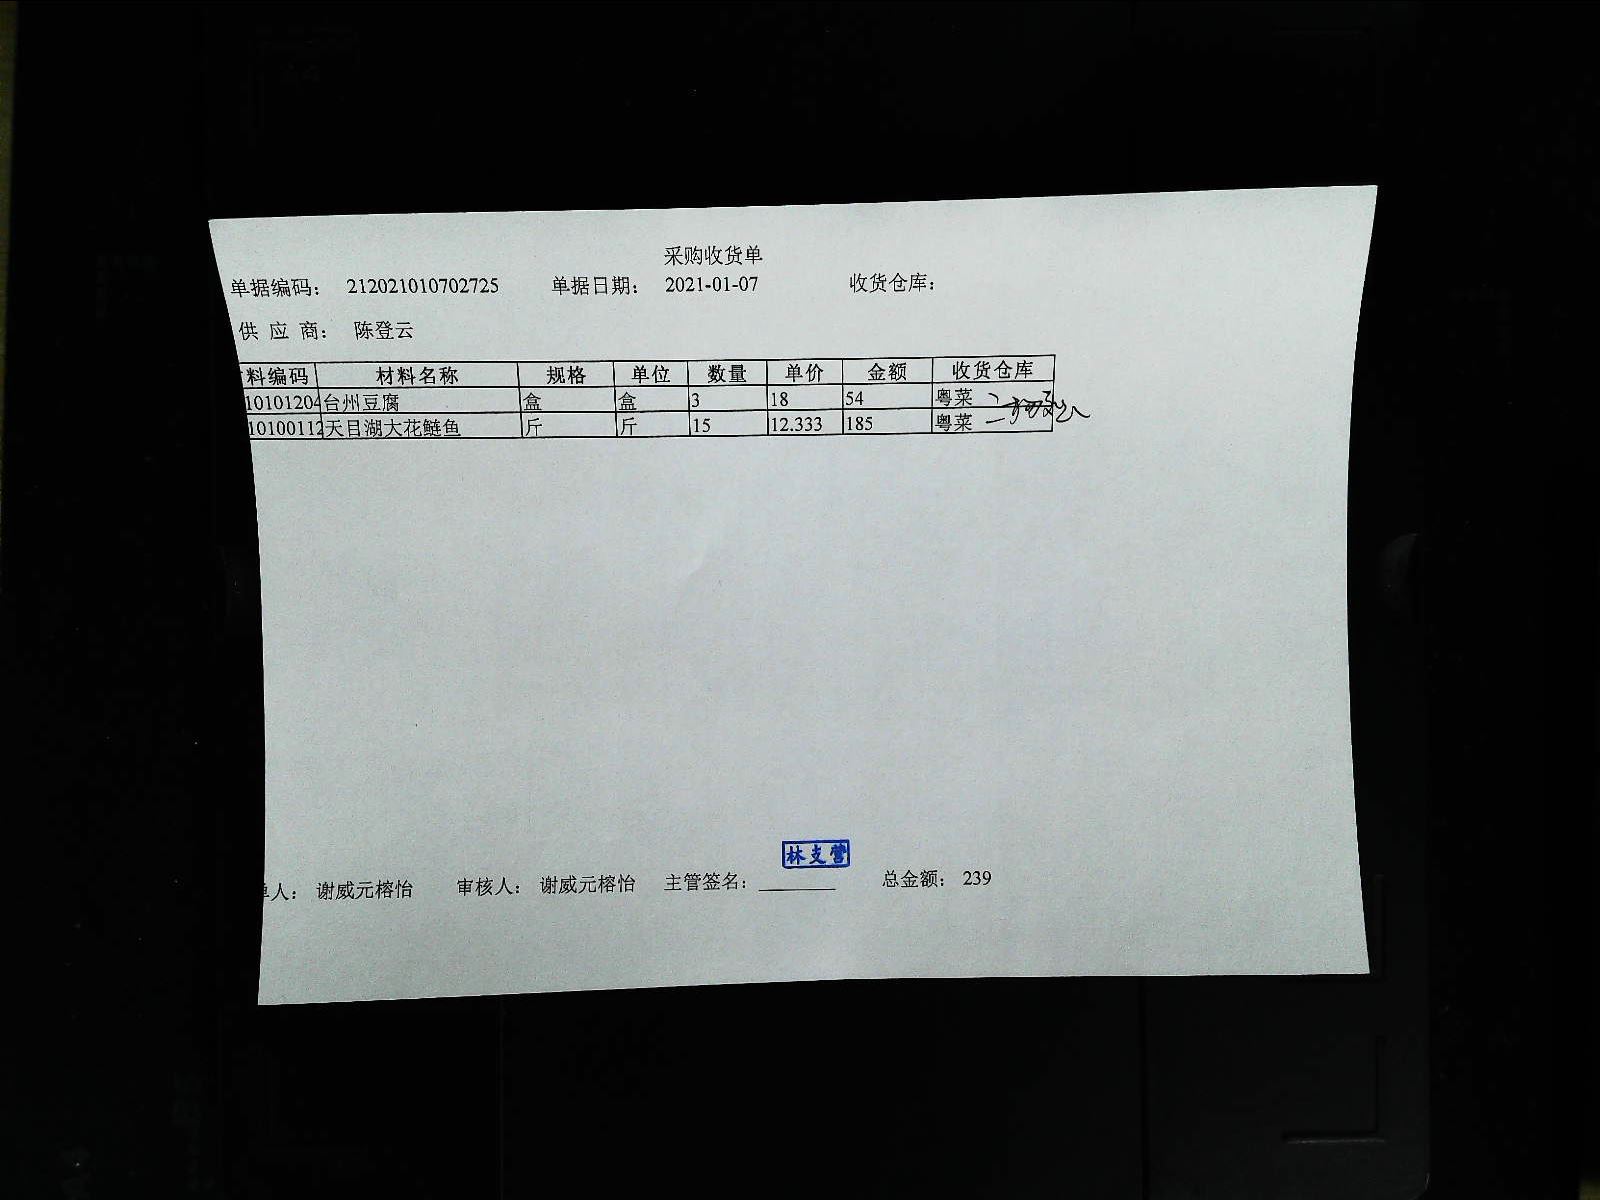 采购收货单
单据编码： 212021010702725 单据日期： 2021-01-07 收货仓库：
供 应 商： 陈登云
料编码 材料名称 规格 单位 数量 单价 金额 收货仓库
10101204 台州豆腐 盒 盒 3 18 54 粤菜
10100112 天目湖大花鲢鱼 斤 斤 15 12.333 185 粤菜
林支营
单人： 谢威元榕怡 审核人： 谢威元榕怡 主管签名： 总金额： 239